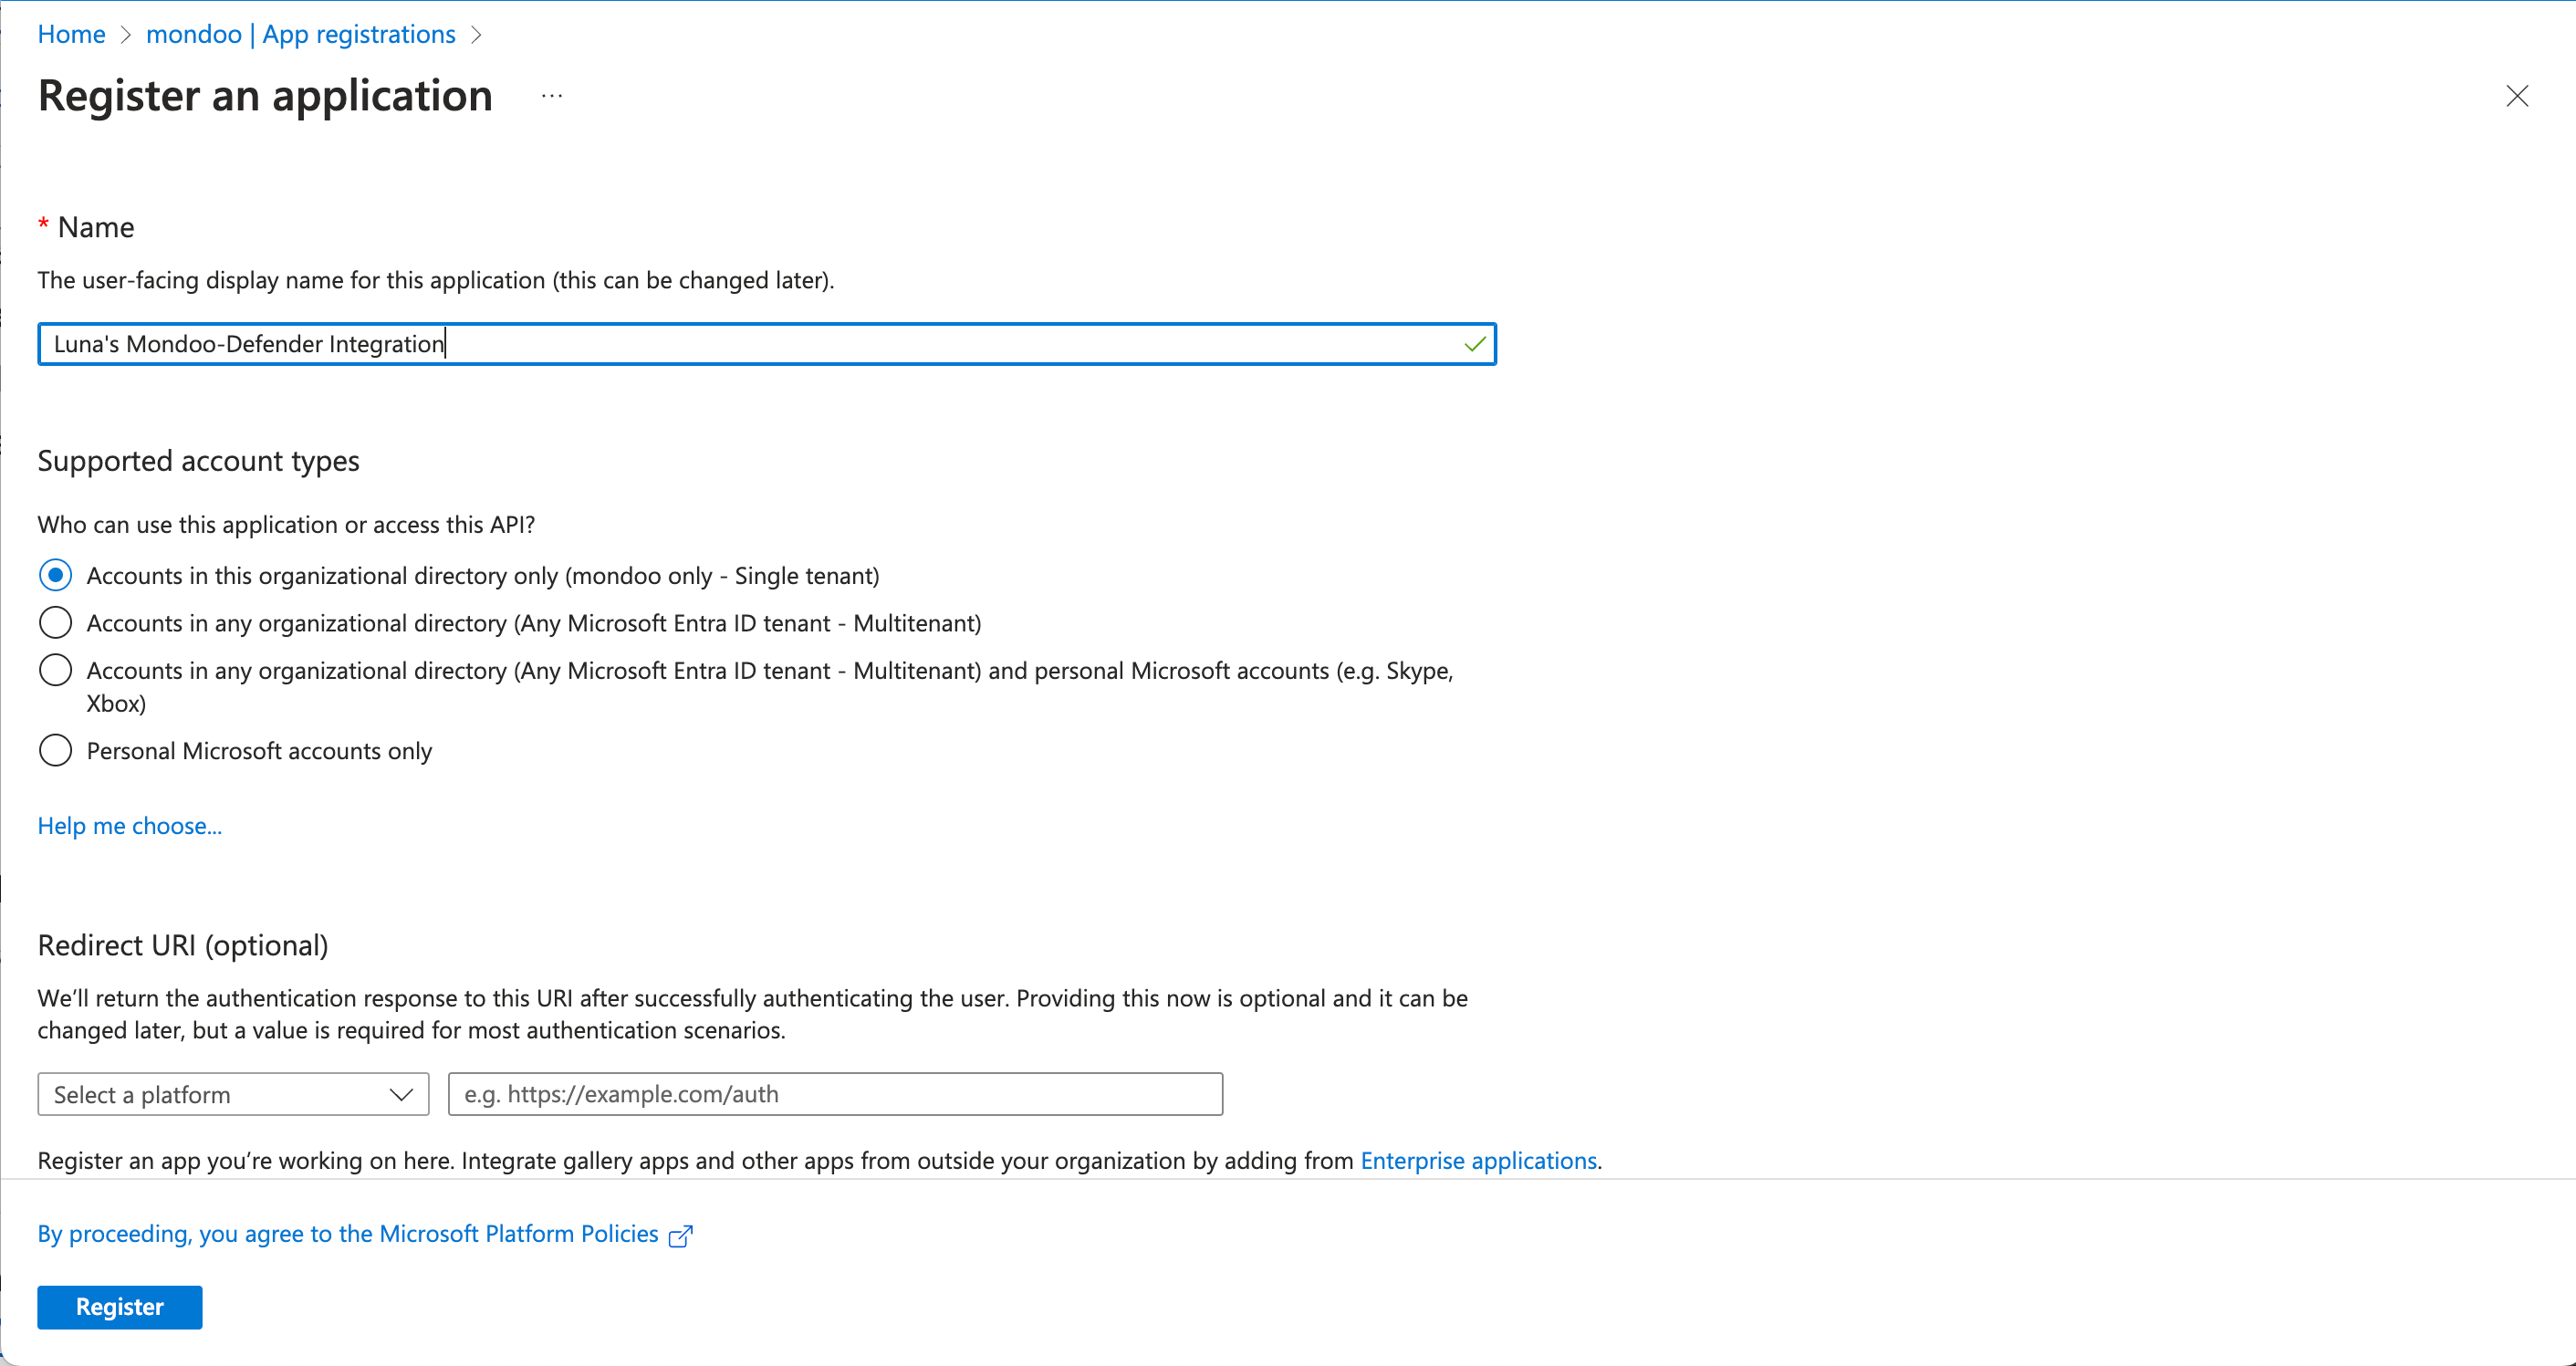 Home > mondoo | App registrations >
Register an application ...
* Name
The user-facing display name for this application (this can be changed later).
Luna's Mondoo-Defender Integration
Supported account types
Who can use this application or access this API?
Accounts in this organizational directory only (mondoo only - Single tenant)
Accounts in any organizational directory (Any Microsoft Entra ID tenant - Multitenant)
Accounts in any organizational directory (Any Microsoft Entra ID tenant - Multitenant) and personal Microsoft accounts (e.g. Skype,
Xbox)
Personal Microsoft accounts only
Help me choose...
Redirect URI (optional)
We’ll return the authentication response to this URI after successfully authenticating the user. Providing this now is optional and it can be
changed later, but a value is required for most authentication scenarios.
Select a platform
e.g. https://example.com/auth
Register an app you’re working on here. Integrate gallery apps and other apps from outside your organization by adding from Enterprise applications.
By proceeding, you agree to the Microsoft Platform Policies
Register